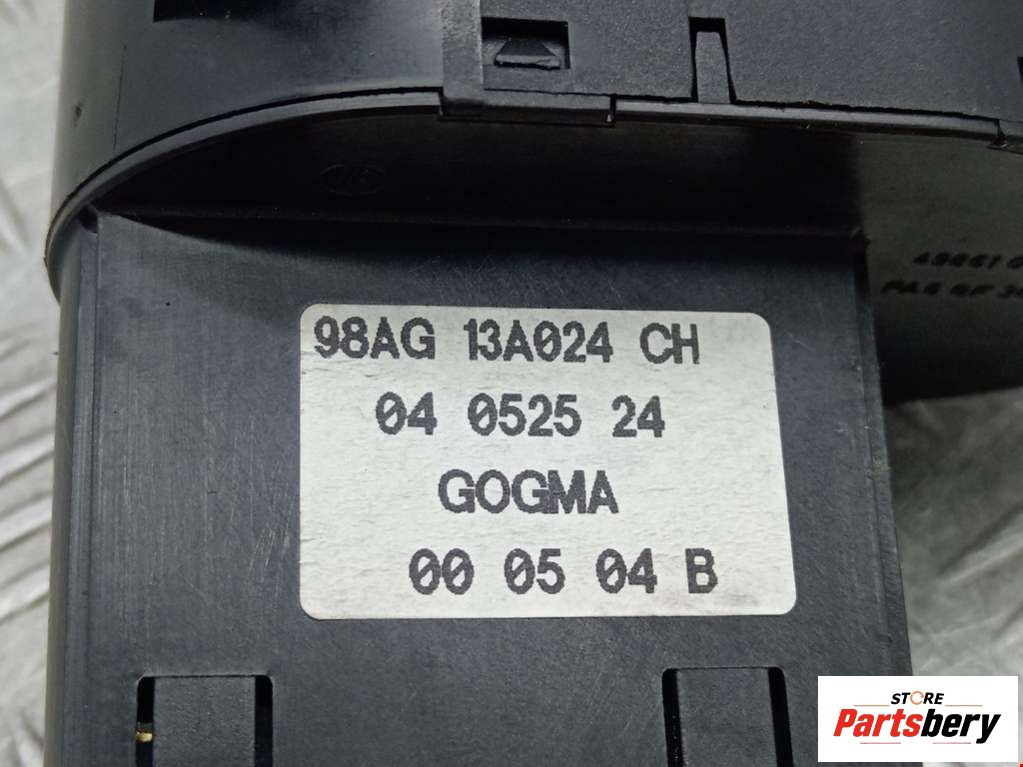 98AG 13A024 CH
04 0525 24
GOGMA
00 05 04 B
STORE
Partsbery